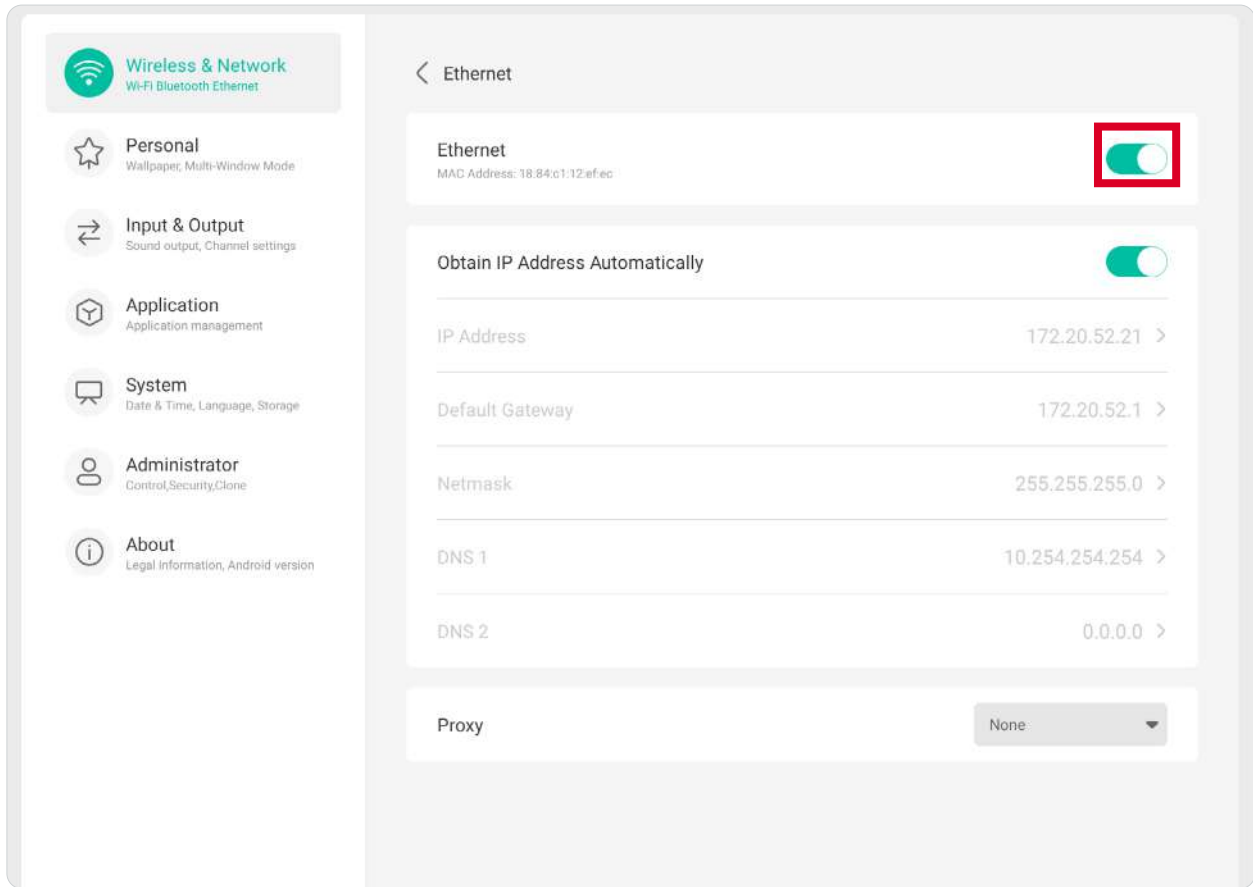 Wireless & Network
Wi-Fi Bluetooth Ethernet
Personal
Wallpaper, Multi-Window Mode
Input & Output
Sound output, Channel settings
Application
Application management
System
Date & Time, Language, Storage
Administrator
Control,Security,Clone
About
Legal Information, Android version
Ethernet
Ethernet
MAC Address: 18:84:c1:12:ef:ec
Obtain IP Address Automatically
IP Address 172.20.52.21
Default Gateway 172.20.52.1
Netmask 255.255.255.0
DNS 1 10.254.254.254
DNS 2 0.0.0.0
Proxy None